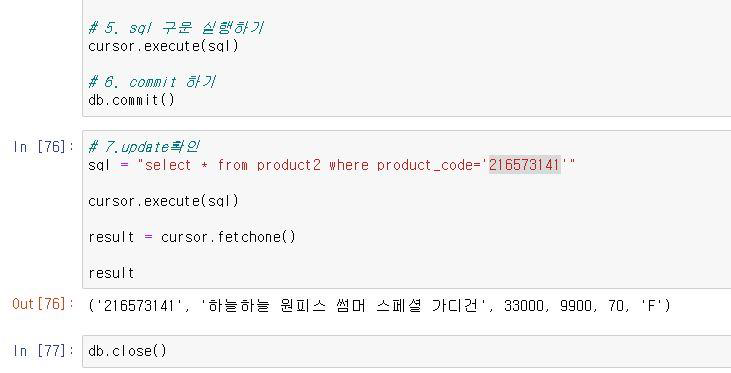 # 5. sql 구문 실행하기
cursor.execute(sql)
# 6. commit 하기
db.commit()
In [76]: # 7.update확인
sql = "select * from product2 where product_code='216573141'"
cursor.execute(sql)
result = cursor.fetchone()
result
Out[76]: ('216573141', '하늘하늘 원피스 썸머 스페셜 가디건', 33000, 9900, 70, 'F')
In [77]: db.close()